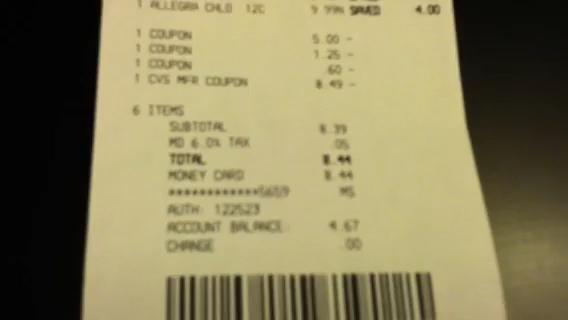 1 ALLEGRA CHLD 12C 9.99N SAVED 4.00
1 COUPON 5.00 -
1 COUPON 1.25 -
1 COUPON .60 -
1 CVS MFR COUPON 8.49 -
6 ITEMS
SUBTOTAL 8.39
MD 6.0% TAX .05
TOTAL 8.44
MONEY CARD 8.44
************5659 MS
AUTH: 122523
ACCOUNT BALANCE: 4.67
CHANGE .00